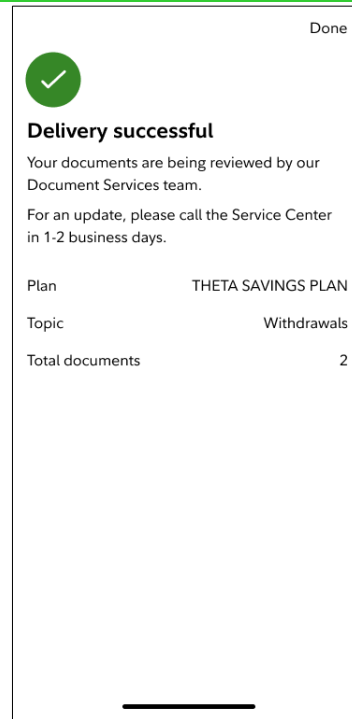 Done
Delivery successful
Your documents are being reviewed by our
Document Services team.
For an update, please call the Service Center
in 1-2 business days.
Plan THETA SAVINGS PLAN
Topic Withdrawals
Total documents 2